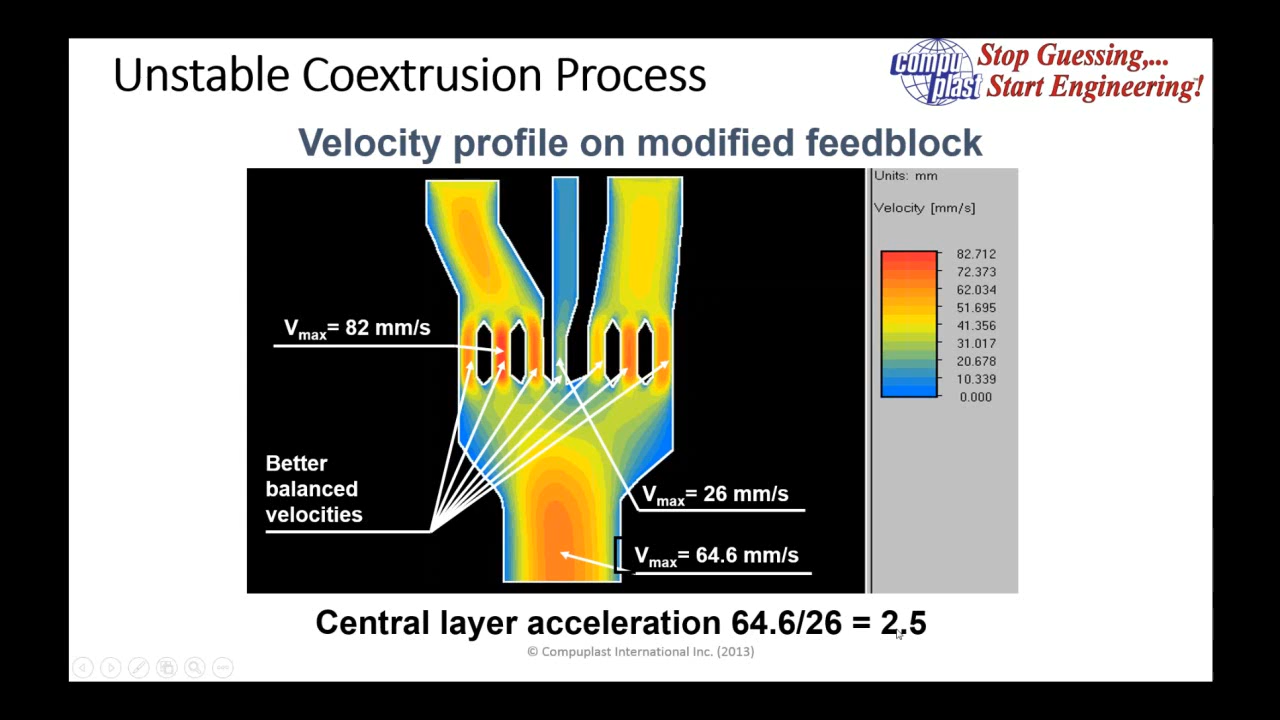 Unstable Coextrusion Process
compu
plast
Stop Guessing,...
Start Engineering!
Velocity profile on modified feedblock
Units: mm
Velocity [mm/s]
82.712
72.373
62.034
51.695
41.356
31.017
20.678
10.339
0.000
Vmax= 82 mm/s
Better
balanced
velocities
Vmax= 26 mm/s
Vmax= 64.6 mm/s
Central layer acceleration 64.6/26 = 2.5
© Compuplast International Inc. (2013)